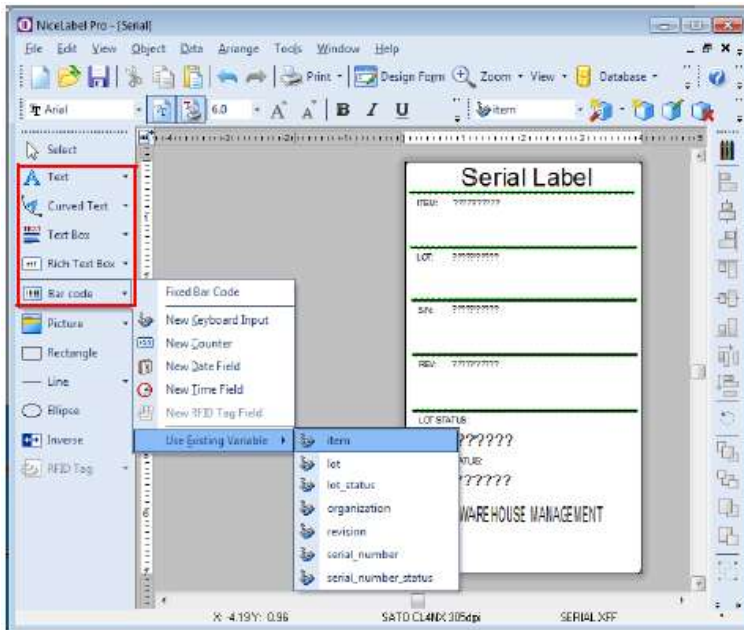 NiceLabel Pro - [Serial]
File Edit View Object Data Arrange Tools Window Help
Print Design Form Zoom View Database
Arial 6.0 A A B I U item
Select
Text
Curved Text
Text Box
Rich Text Box
Bar code
Picture
Rectangle
Line
Ellipse
Inverse
RFID Tag
Fixed Bar Code
New Keyboard Input
New Counter
New Date Field
New Time Field
New RFID Tag Field
Use Existing Variable
item
lot
lot_status
organization
revision
serial_number
serial_number_status
Serial Label
ITEM: ??????????
LOT: ??????????
S/N: ??????????
REV: ??????????
LOT STATUS
??????
??????
WAREHOUSE MANAGEMENT
X: -4.19 Y: 0.96 SATO CL4NX 305dpi SERIAL.XFF